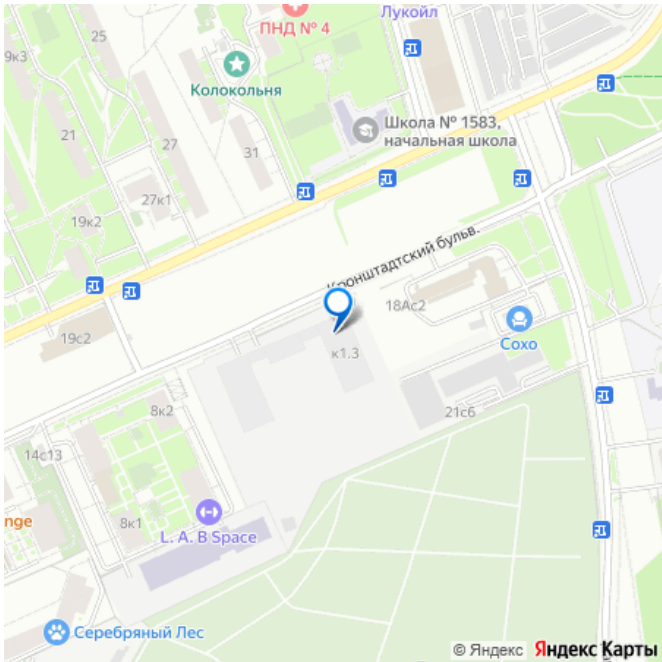 Лукойл
ПНД № 4
25
9к3
Колокольня
21
27
31
Школа № 1583,
начальная школа
27к1
19к2
Кронштадтский бульв.
18Ас2
19с2
Сохо
к1.3
8к2
21с6
14с13
nge
8к1
L. A. B Space
Серебряный Лес
© Яндекс Яндекс Карты